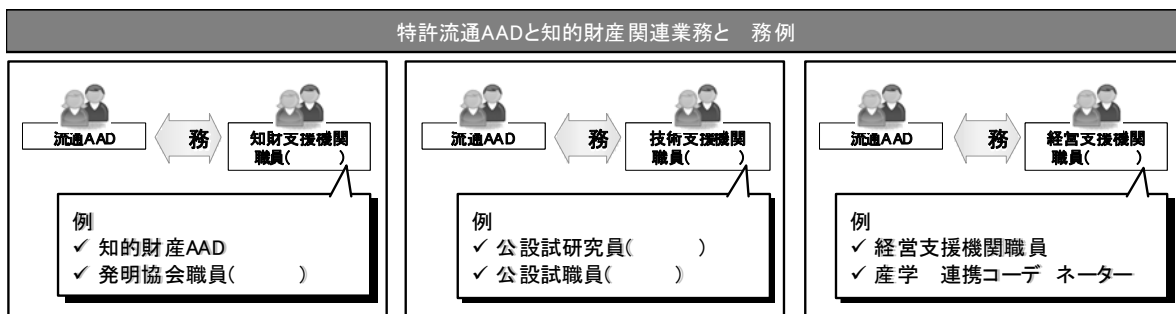 特許流通AADと知的財産関連業務と　務例
流通AAD
務
知財支援機関
職員(　　　)
例
✓ 知的財産AAD
✓ 発明協会職員(　　　)
流通AAD
務
技術支援機関
職員(　　　)
例
✓ 公設試研究員(　　　)
✓ 公設試職員(　　　)
流通AAD
務
経営支援機関
職員(　　　)
例
✓ 経営支援機関職員
✓ 産学　連携コーデ　ネーター